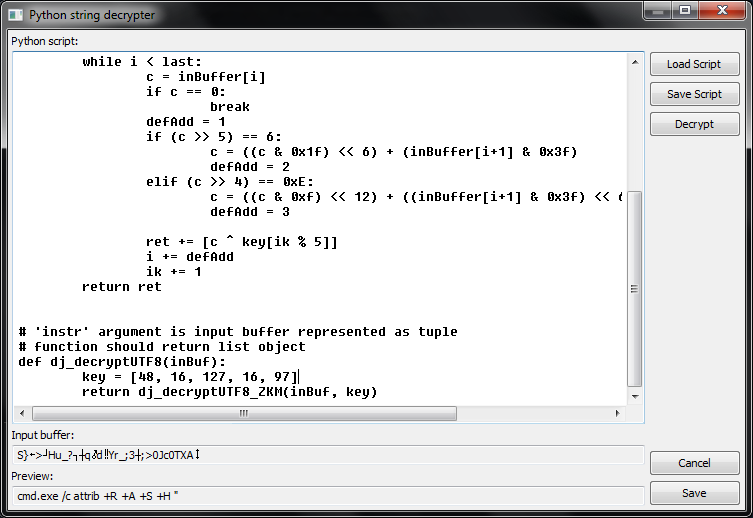 Python string decrypter
Python script:
while i < last:
c = inBuffer[i]
if c == 0:
break
defAdd = 1
if (c >> 5) == 6:
c = ((c & 0x1f) << 6) + (inBuffer[i+1] & 0x3f)
defAdd = 2
elif (c >> 4) == 0xE:
c = ((c & 0xf) << 12) + ((inBuffer[i+1] & 0x3f) << 6
defAdd = 3
ret += [c ^ key[ik % 5]]
i += defAdd
ik += 1
return ret
# 'instr' argument is input buffer represented as tuple
# function should return list object
def dj_decryptUTF8(inBuf):
key = [48, 16, 127, 16, 97]
return dj_decryptUTF8_ZKM(inBuf, key)
Load Script
Save Script
Decrypt
Input buffer:
S}←>┘Hu_?┐┼q♂d‼Yr_;3┼;>0Jc0TXA↕
Preview:
cmd.exe /c attrib +R +A +S +H "
Cancel
Save